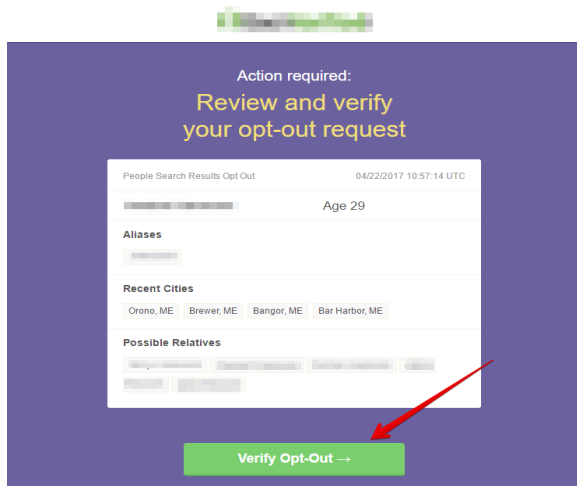 Action required:
Review and verify
your opt-out request
People Search Results Opt Out 04/22/2017 10:57:14 UTC
Age 29
Aliases
Recent Cities
Orono, ME Brewer, ME Bangor, ME Bar Harbor, ME
Possible Relatives
Verify Opt-Out →